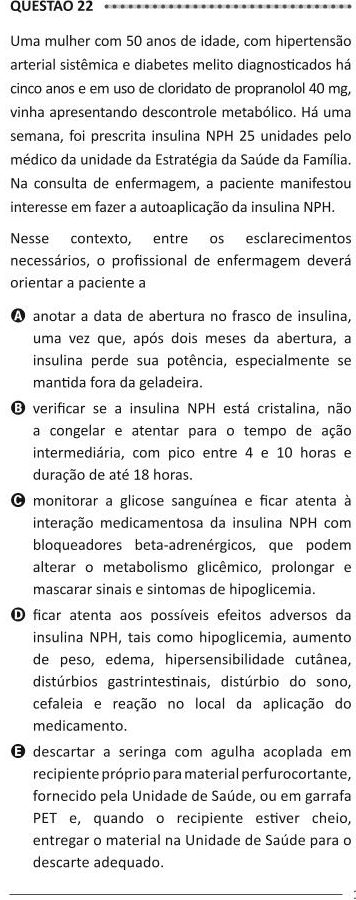 QUESTÃO 22
Uma mulher com 50 anos de idade, com hipertensão
arterial sistêmica e diabetes melito diagnosticados há
cinco anos e em uso de cloridato de propranolol 40 mg,
vinha apresentando descontrole metabólico. Há uma
semana, foi prescrita insulina NPH 25 unidades pelo
médico da unidade da Estratégia da Saúde da Família.
Na consulta de enfermagem, a paciente manifestou
interesse em fazer a autoaplicação da insulina NPH.
Nesse contexto, entre os esclarecimentos
necessários, o profissional de enfermagem deverá
orientar a paciente a
A anotar a data de abertura no frasco de insulina,
uma vez que, após dois meses da abertura, a
insulina perde sua potência, especialmente se
mantida fora da geladeira.
B verificar se a insulina NPH está cristalina, não
a congelar e atentar para o tempo de ação
intermediária, com pico entre 4 e 10 horas e
duração de até 18 horas.
C monitorar a glicose sanguínea e ficar atenta à
interação medicamentosa da insulina NPH com
bloqueadores beta-adrenérgicos, que podem
alterar o metabolismo glicêmico, prolongar e
mascarar sinais e sintomas de hipoglicemia.
D ficar atenta aos possíveis efeitos adversos da
insulina NPH, tais como hipoglicemia, aumento
de peso, edema, hipersensibilidade cutânea,
distúrbios gastrintestinais, distúrbio do sono,
cefaleia e reação no local da aplicação do
medicamento.
E descartar a seringa com agulha acoplada em
recipiente próprio para material perfurocortante,
fornecido pela Unidade de Saúde, ou em garrafa
PET e, quando o recipiente estiver cheio,
entregar o material na Unidade de Saúde para o
descarte adequado.